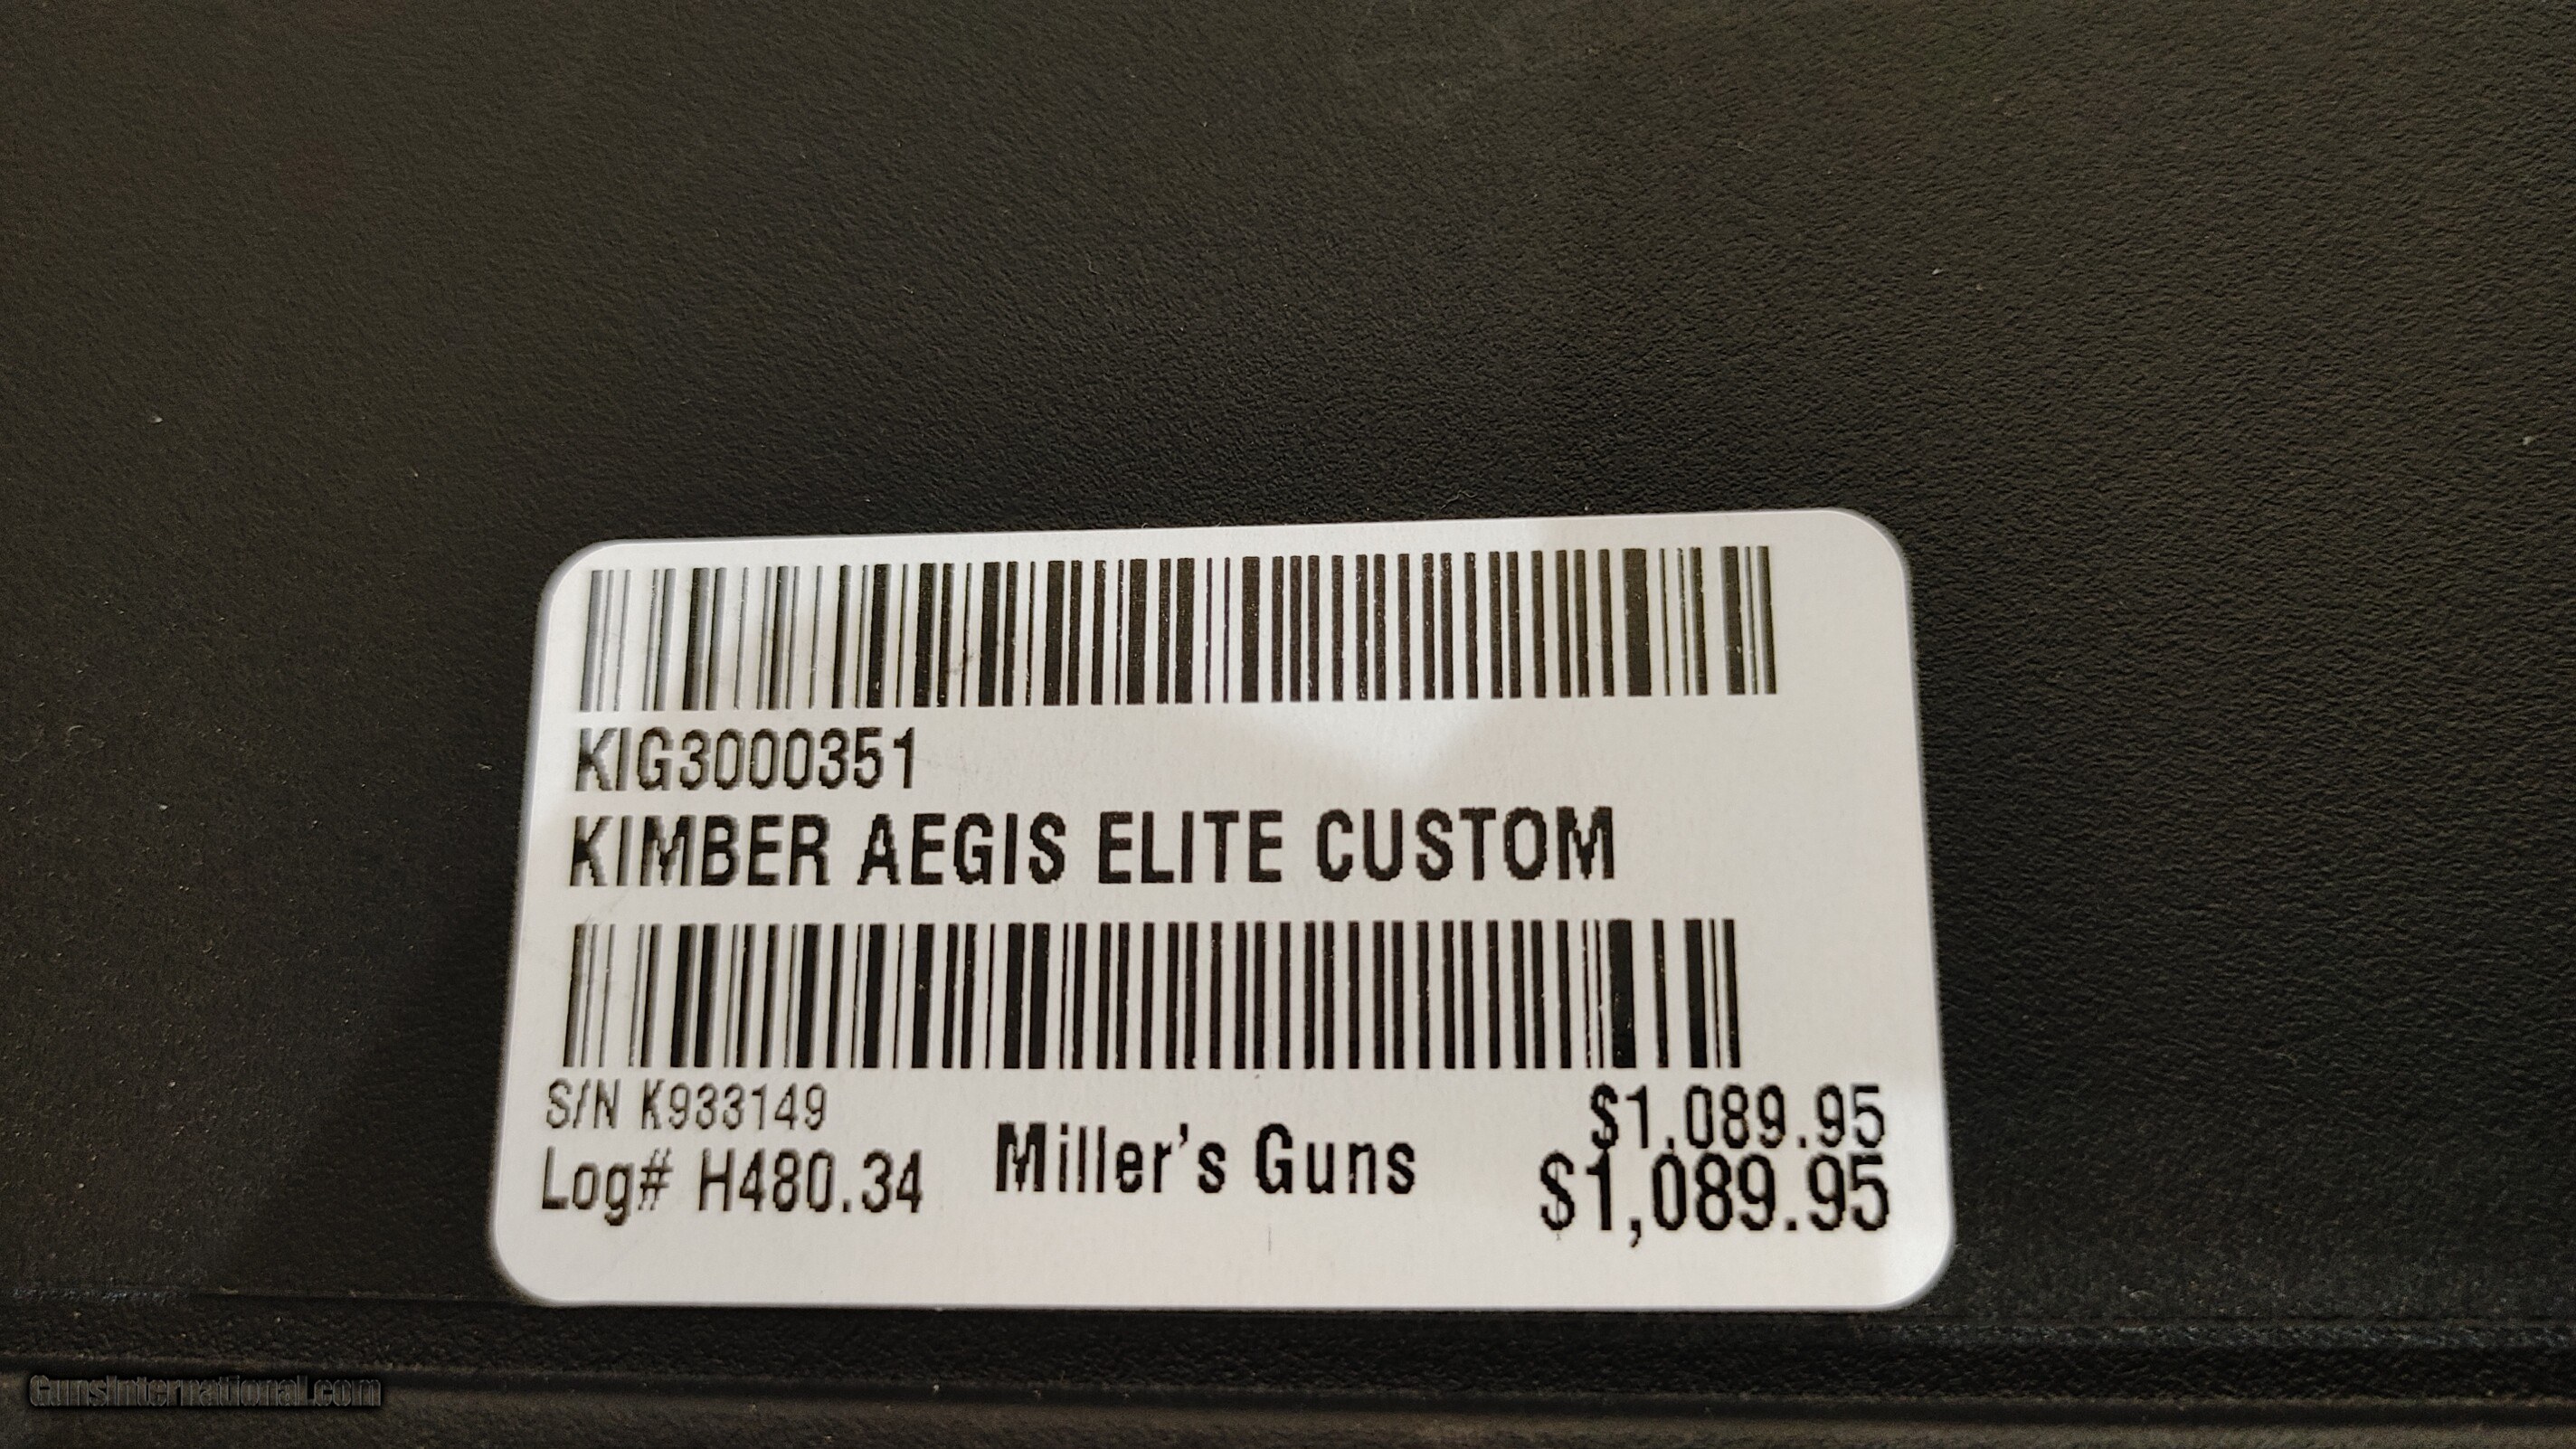 KIG3000351
KIMBER AEGIS ELITE CUSTOM
S/N K933149
$1,089.95
Log# H480.34
Miller's Guns
$1,089.95
GunsInternational.com